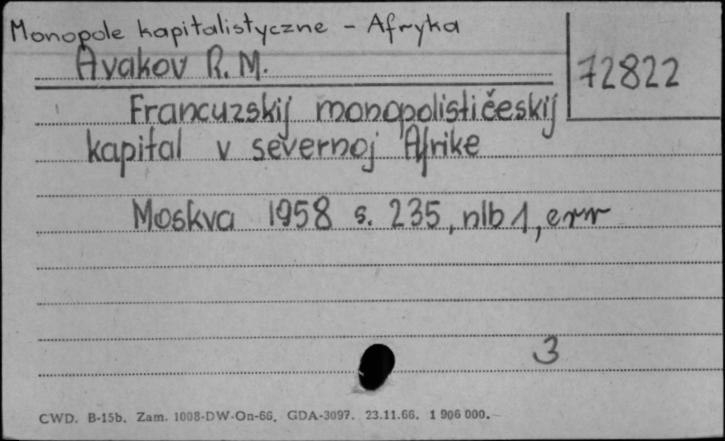 Monopole kapitalistyczne - Afryka
Avakov R. M.
72822
Francuzskij monopolističeskij
kapital v severnoj Afrike
Moskva 1958 s. 235, nlb 1, err
3
CWD. B-15b. Zam. 1008-DW-On-66. GDA-3097. 23.11.66. 1 906 000.